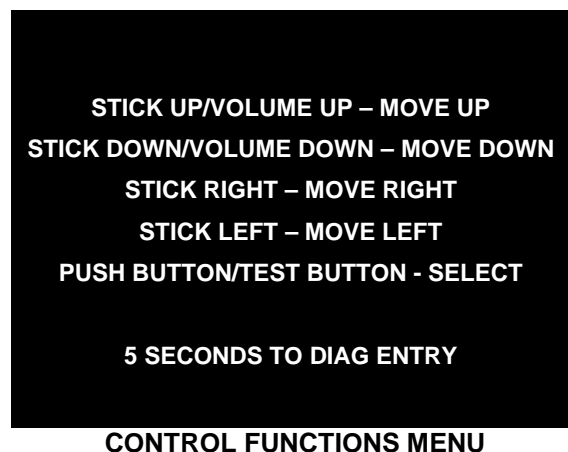 STICK UP/VOLUME UP – MOVE UP
STICK DOWN/VOLUME DOWN – MOVE DOWN
STICK RIGHT – MOVE RIGHT
STICK LEFT – MOVE LEFT
PUSH BUTTON/TEST BUTTON - SELECT
5 SECONDS TO DIAG ENTRY
CONTROL FUNCTIONS MENU